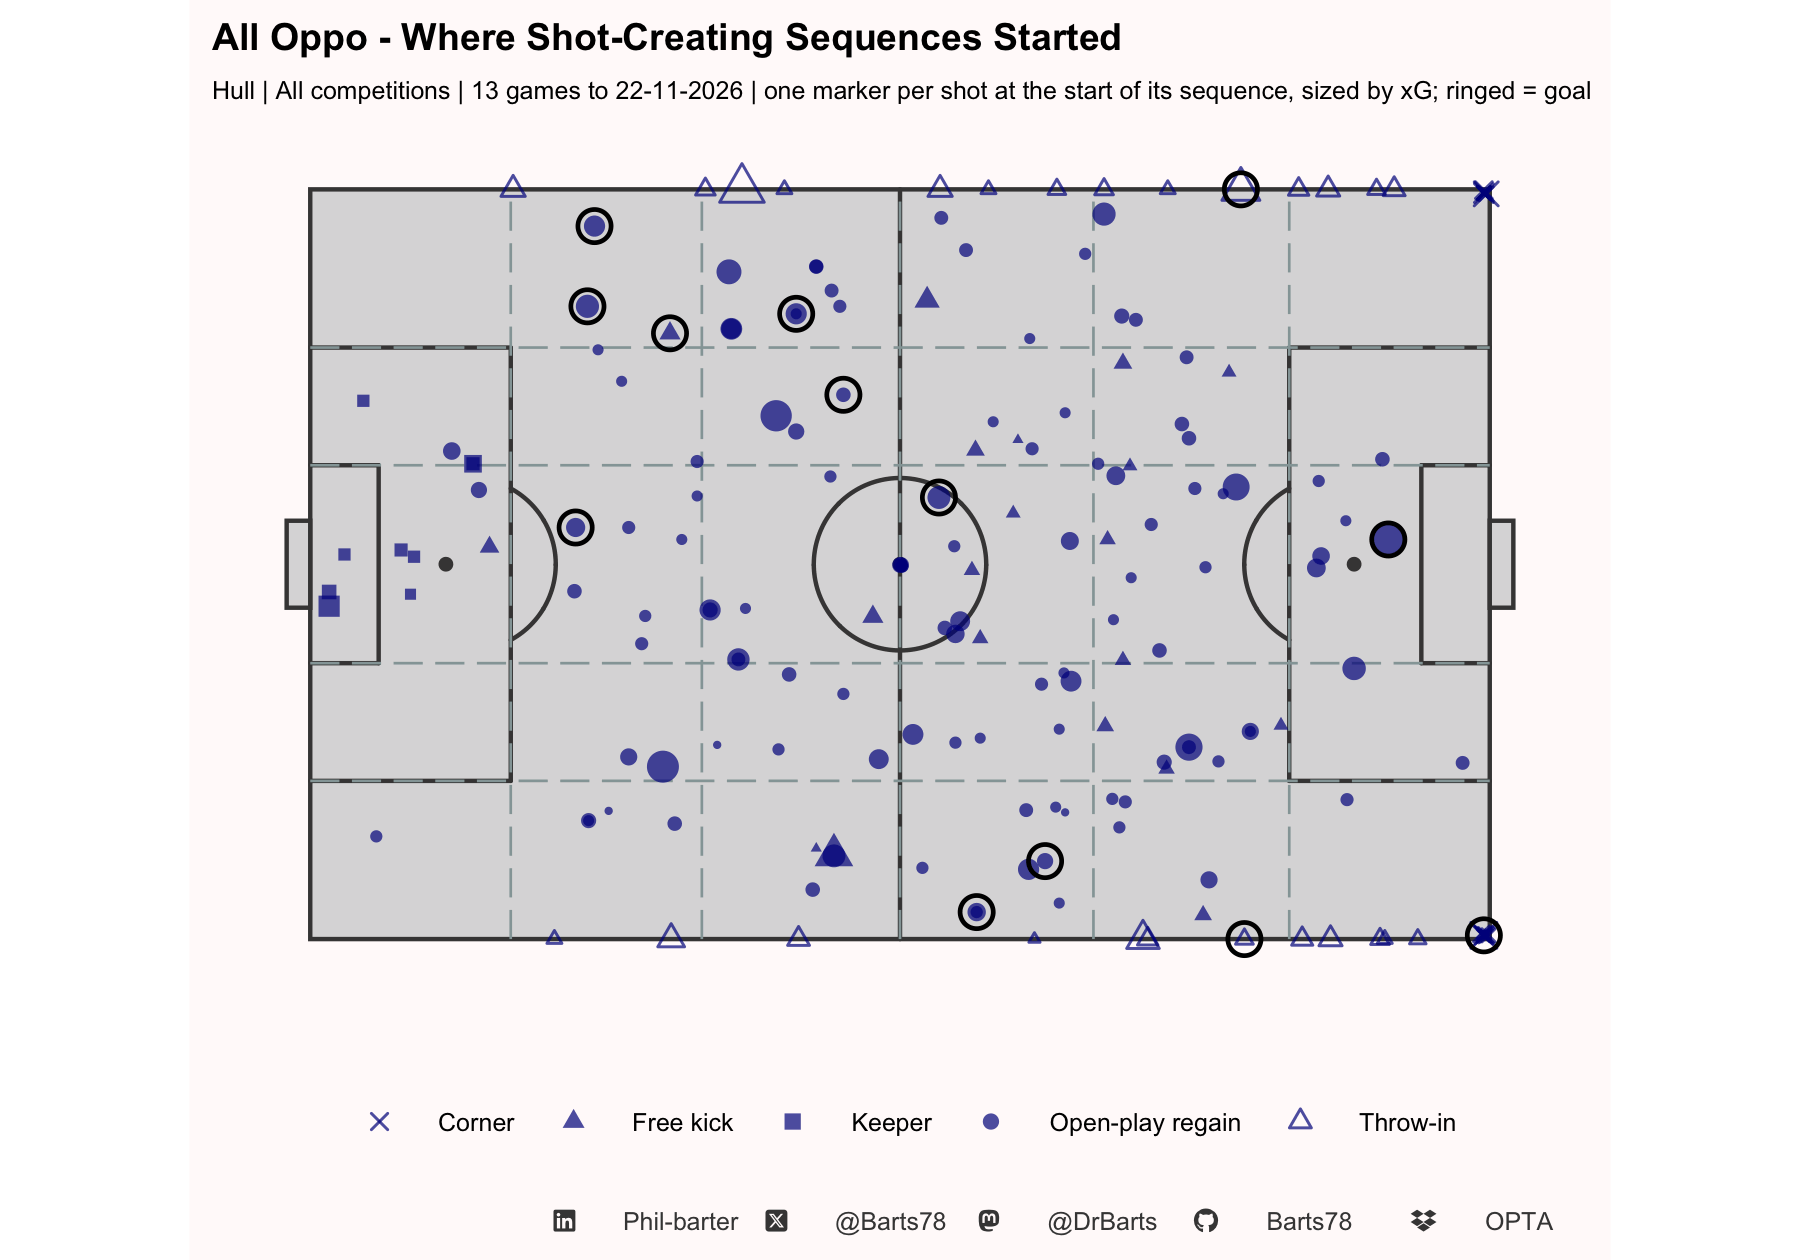 All Oppo - Where Shot-Creating Sequences Started
Hull | All competitions | 13 games to 22-11-2026 | one marker per shot at the start of its sequence, sized by xG; ringed = goal
Corner Free kick Keeper Open-play regain Throw-in
Phil-barter @Barts78 @DrBarts Barts78 OPTA